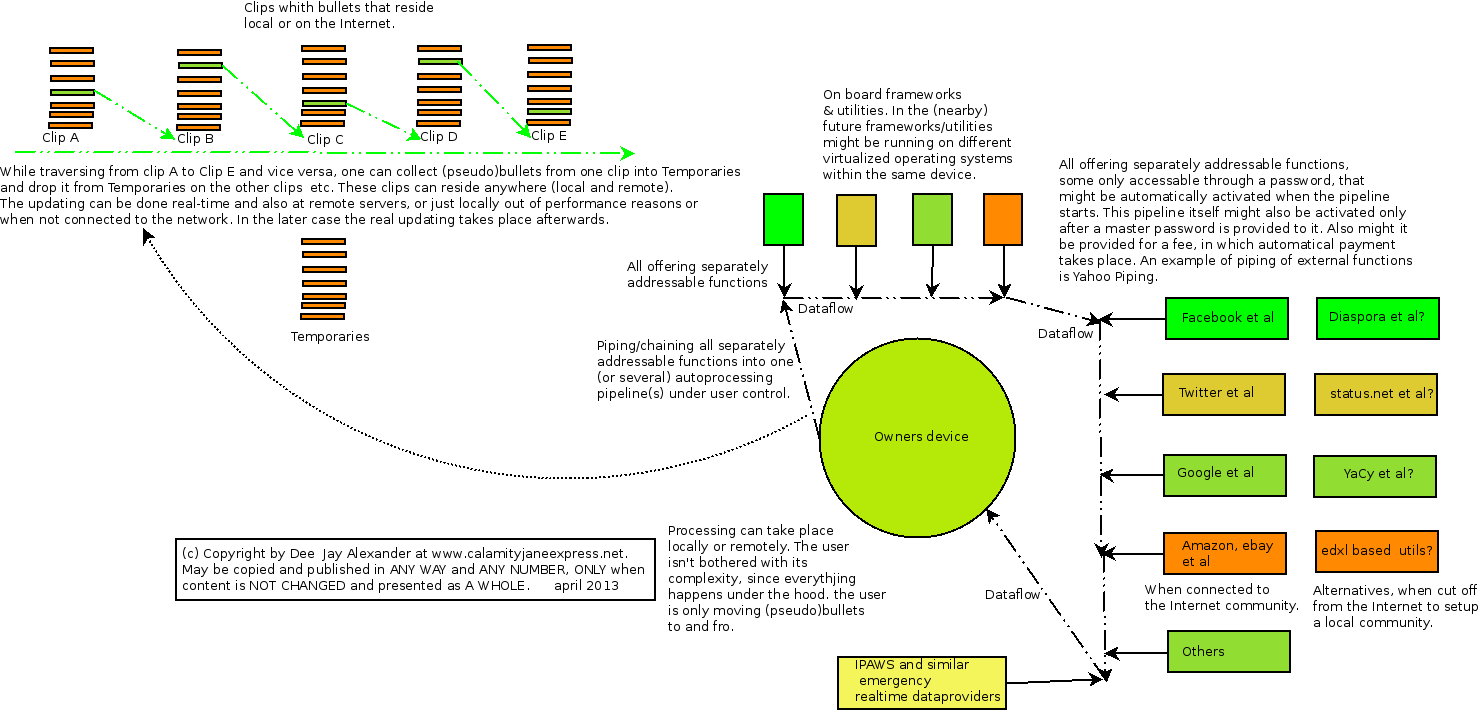 Clips whith bullets that reside
local or on the Internet.
Clip A
Clip B
Clip C
Clip D
Clip E
While traversing from clip A to Clip E and vice versa, one can collect (pseudo)bullets from one clip into Temporaries
and drop it from Temporaries on the other clips  etc. These clips can reside anywhere (local and remote).
The updating can be done real-time and also at remote servers, or just locally out of performance reasons or
when not connected to the network. In the later case the real updating takes place afterwards.
Temporaries
On board frameworks
& utilities. In the (nearby)
future frameworks/utilities
might be running on different
virtualized operating systems
within the same device.
All offering separately
addressable functions
Dataflow
All offering separately addressable functions,
some only accessable through a password, that
might be automatically activated when the pipeline
starts. This pipeline itself might also be activated only
after a master password is provided to it. Also might it
be provided for a fee, in which automatical payment
takes place. An example of piping of external functions
is Yahoo Piping.
Dataflow
Piping/chaining all separately
addressable functions into one
(or several) autoprocessing
pipeline(s) under user control.
Owners device
Facebook et al
Diaspora et al?
Twitter et al
status.net et al?
Google et al
YaCy et al?
Amazon, ebay
et al
edxl based  utils?
When connected to
the Internet community.
Alternatives, when cut off
from the Internet to setup
a local community.
Others
Processing can take place
locally or remotely. The user
isn't bothered with its
complexity, since everythjing
happens under the hood. the user
is only moving (pseudo)bullets
to and fro.
Dataflow
IPAWS and similar
emergency
realtime dataproviders
(c) Copyright by Dee  Jay Alexander at www.calamityjaneexpress.net.
May be copied and published in ANY WAY and ANY NUMBER, ONLY when
content is NOT CHANGED and presented as A WHOLE.      april 2013